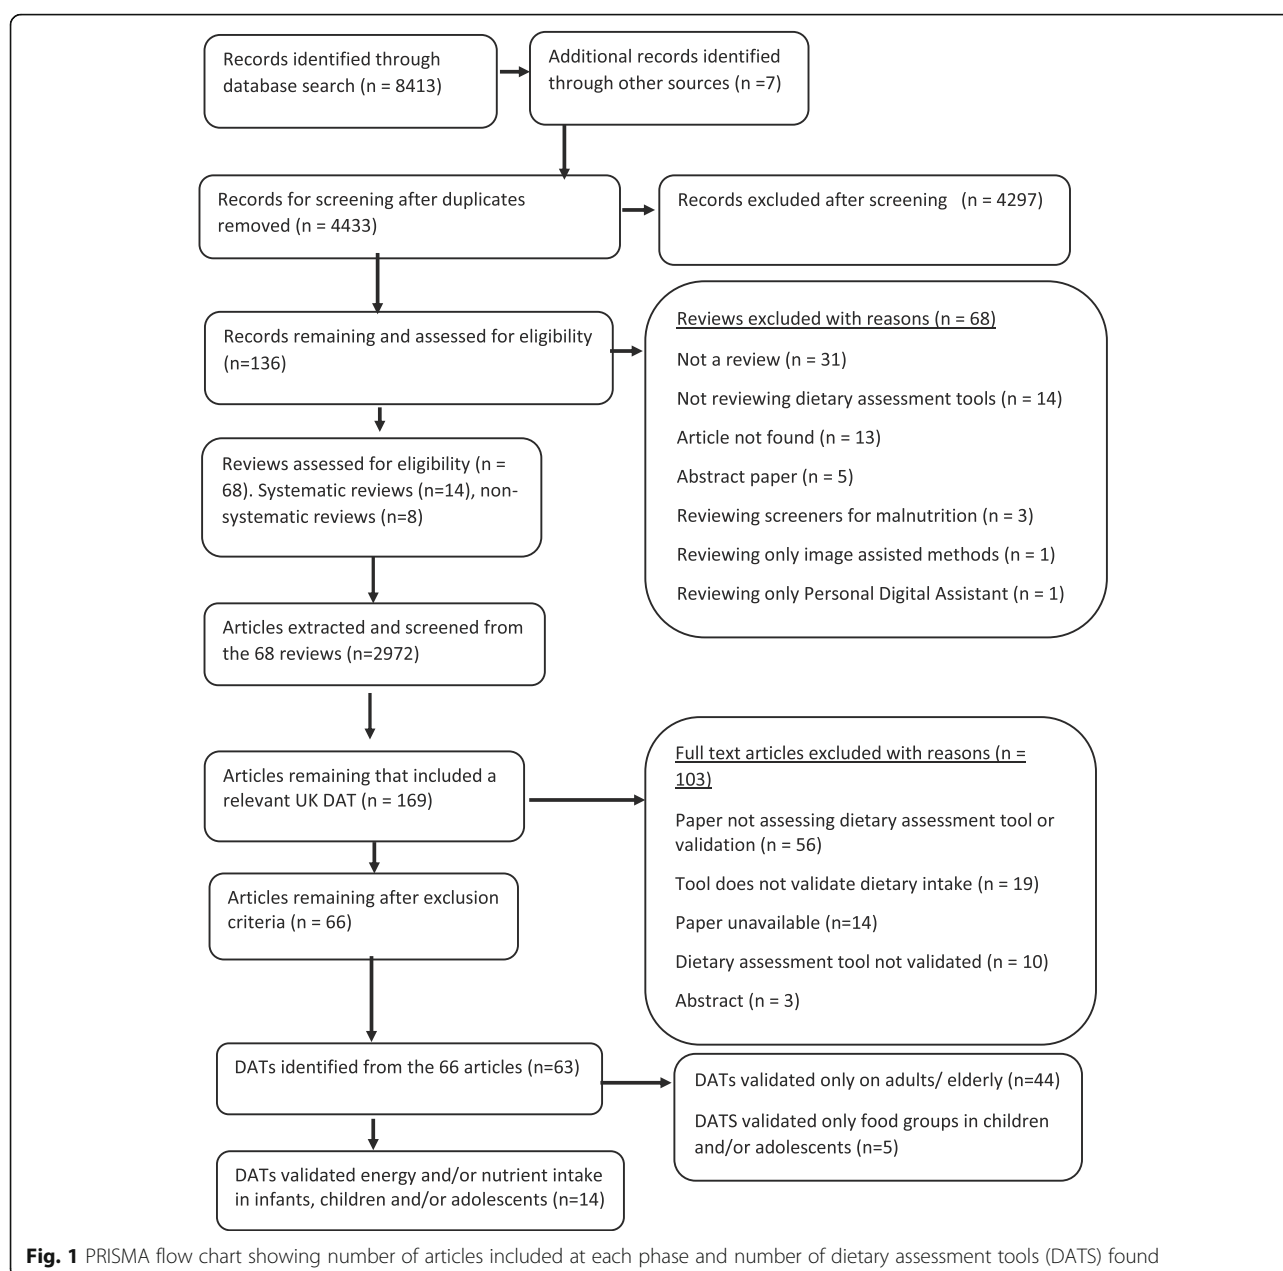 Records identified through
database search (n = 8413)
Additional records identified
through other sources (n =7)
Records for screening after duplicates
removed (n = 4433)
Records excluded after screening (n = 4297)
Records remaining and assessed for eligibility
(n=136)
Reviews excluded with reasons (n = 68)
Not a review (n = 31)
Not reviewing dietary assessment tools (n = 14)
Article not found (n = 13)
Abstract paper (n = 5)
Reviewing screeners for malnutrition (n = 3)
Reviewing only image assisted methods (n = 1)
Reviewing only Personal Digital Assistant (n = 1)
Reviews assessed for eligibility (n =
68). Systematic reviews (n=14), non-
systematic reviews (n=8)
Articles extracted and screened from
the 68 reviews (n=2972)
Articles remaining that included a
relevant UK DAT (n = 169)
Full text articles excluded with reasons (n =
103)
Paper not assessing dietary assessment tool or
validation (n = 56)
Tool does not validate dietary intake (n = 19)
Paper unavailable (n=14)
Dietary assessment tool not validated (n = 10)
Abstract (n = 3)
Articles remaining after exclusion
criteria (n = 66)
DATs identified from the 66 articles (n=63)
DATs validated only on adults/ elderly (n=44)
DATS validated only food groups in children
and/or adolescents (n=5)
DATs validated energy and/or nutrient intake
in infants, children and/or adolescents (n=14)
Fig. 1 PRISMA flow chart showing number of articles included at each phase and number of dietary assessment tools (DATS) found